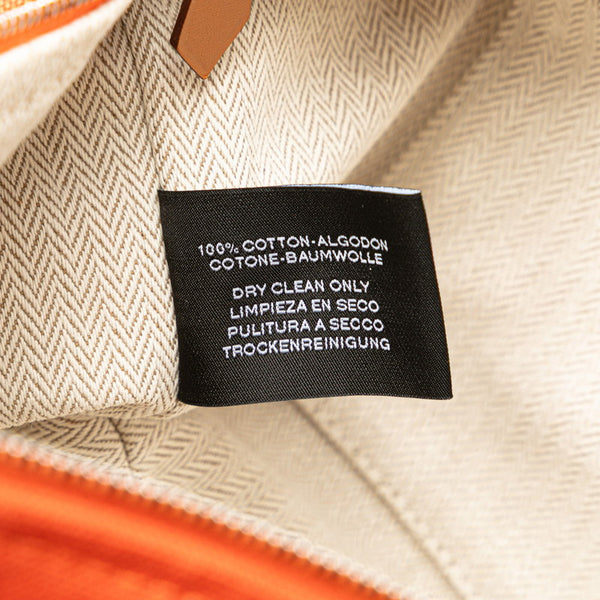 100% COTTON-ALGODON
COTONE-BAUMWOLLE
DRY CLEAN ONLY
LIMPIEZA EN SECO
PULITURA A SECCO
TROCKENREINIGUNG